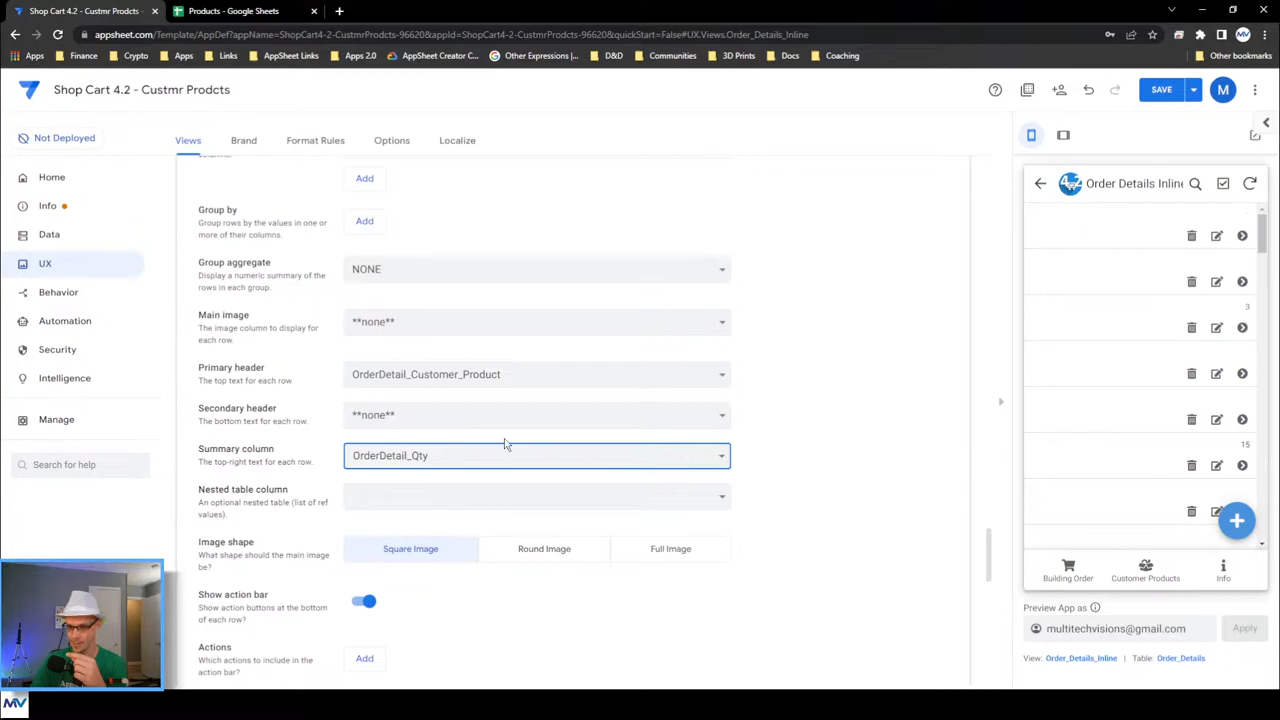 Shop Cart 4.2 - Custmr Prodcts -
Products - Google Sheets
appsheet.com/Template/AppDef?appName=ShopCart4-2-CustmrProdcts-96620&appId=ShopCart4-2-CustmrProdcts-96620&quickStart=False#UX.Views.Order_Details_Inline
Apps Finance Crypto Apps Links AppSheet Links Apps 2.0 AppSheet Creator C... Other Expressions,... D&D Communities 3D Prints Docs Coaching Other bookmarks
Shop Cart 4.2 - Custmr Prodcts
SAVE
M
Not Deployed
Views Brand Format Rules Options Localize
Home
Info
Data
UX
Behavior
Automation
Security
Intelligence
Manage
Search for help
Add
Group by
Group rows by the values in one or
more of their columns.
Add
Group aggregate
Display a numeric summary of the
rows in each group.
NONE
Main image
The image column to display for
each row.
**none**
Primary header
The top text for each row
OrderDetail_Customer_Product
Secondary header
The bottom text for each row.
**none**
Summary column
The top-right text for each row.
OrderDetail_Qty
Nested table column
An optional nested table (list of ref
values).
Image shape
What shape should the main image
be?
Square Image Round Image Full Image
Show action bar
Show action buttons at the bottom
of each row?
Actions
Which actions to include in the
action bar?
Add
4.2
Order Details Inline
3
15
Building Order Customer Products Info
Preview App as
multitechvisions@gmail.com
Apply
View: Order_Details_Inline | Table: Order_Details
MV